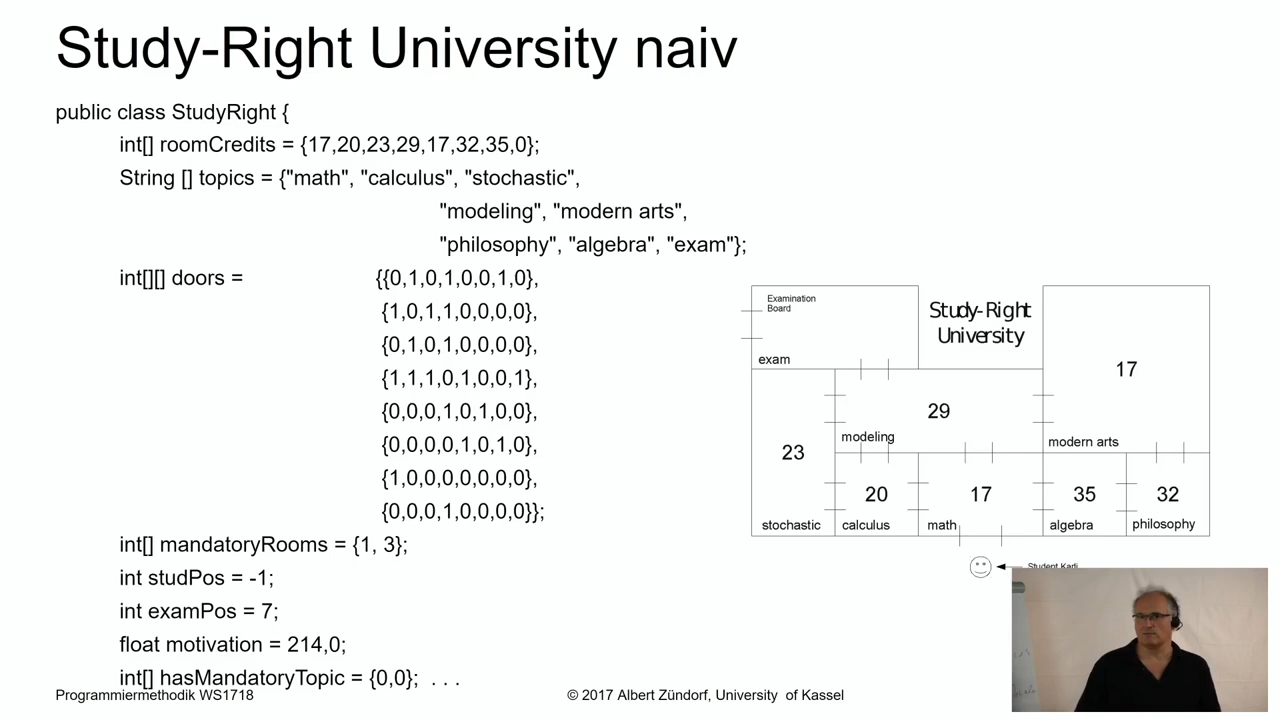 Study-Right University naiv
public class StudyRight {
int[] roomCredits = {17,20,23,29,17,32,35,0};
String [] topics = {"math", "calculus", "stochastic",
"modeling", "modern arts",
"philosophy", "algebra", "exam"};
int[][] doors = {{0,1,0,1,0,0,1,0},
{1,0,1,1,0,0,0,0},
{0,1,0,1,0,0,0,0},
{1,1,1,0,1,0,0,1},
{0,0,0,1,0,1,0,0},
{0,0,0,0,1,0,1,0},
{1,0,0,0,0,0,0,0},
{0,0,0,1,0,0,0,0}};
int[] mandatoryRooms = {1, 3};
int studPos = -1;
int examPos = 7;
float motivation = 214,0;
int[] hasMandatoryTopic = {0,0}; . . .
Examination
Board
exam
Study-Right
University
17
modern arts
29
modeling
23
stochastic
20
calculus
17
math
35
algebra
32
philosophy
Student Karli
Programmiermethodik WS1718
© 2017 Albert Zündorf, University of Kassel